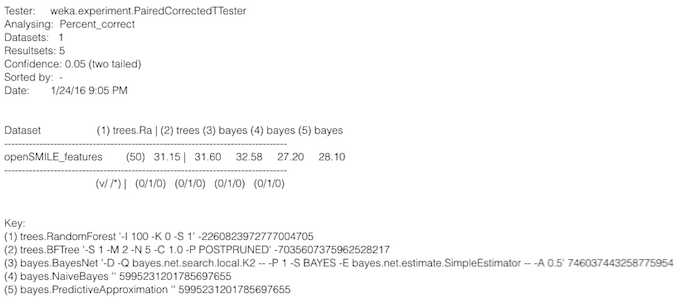 Tester: weka.experiment.PairedCorrectedTTester
Analysing: Percent_correct
Datasets: 1
Resultsets: 5
Confidence: 0.05 (two tailed)
Sorted by: -
Date: 1/24/16 9:05 PM
Dataset (1) trees.Ra | (2) trees (3) bayes (4) bayes (5) bayes
--------------------------------------------------------------------------------
openSMILE_features (50) 31.15 | 31.60 32.58 27.20 28.10
--------------------------------------------------------------------------------
(v/ /*) | (0/1/0) (0/1/0) (0/1/0) (0/1/0)
Key:
(1) trees.RandomForest '-I 100 -K 0 -S 1' -2260823972777004705
(2) trees.BFTree '-S 1 -M 2 -N 5 -C 1.0 -P POSTPRUNED' -7035607375962528217
(3) bayes.BayesNet '-D -Q bayes.net.search.local.K2 -- -P 1 -S BAYES -E bayes.net.estimate.SimpleEstimator -- -A 0.5' 746037443258775954
(4) bayes.NaiveBayes '' 5995231201785697655
(5) bayes.PredictiveApproximation '' 5995231201785697655